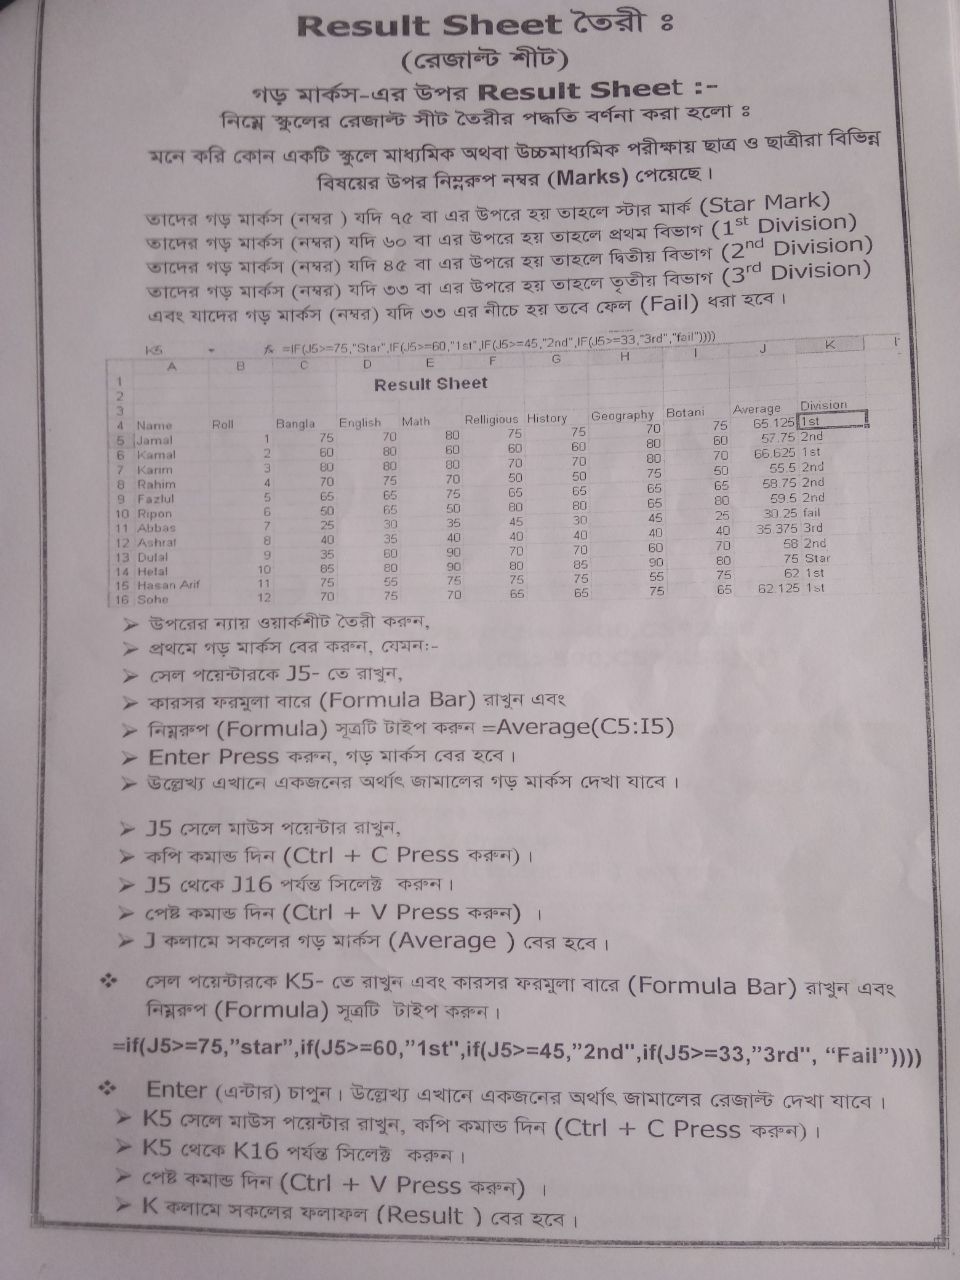 Result Sheet তৈরী ঃ
(রেজাল্ট শীট)
গড় মার্কস-এর উপর Result Sheet :-
নিম্নে স্কুলের রেজাল্ট সীট তৈরীর পদ্ধতি বর্ণনা করা হলো ঃ
মনে করি কোন একটি স্কুলে মাধ্যমিক অথবা উচ্চমাধ্যমিক পরীক্ষায় ছাত্র ও ছাত্রীরা বিভিন্ন
বিষয়ের উপর নিম্নরুপ নম্বর (Marks) পেয়েছে।
তাদের গড় মার্কস (নম্বর ) যদি ৭৫ বা এর উপরে হয় তাহলে স্টার মার্ক (Star Mark)
তাদের গড় মার্কস (নম্বর) যদি ৬০ বা এর উপরে হয় তাহলে প্রথম বিভাগ (1st Division)
তাদের গড় মার্কস (নম্বর) যদি ৪৫ বা এর উপরে হয় তাহলে দ্বিতীয় বিভাগ (2nd Division)
তাদের গড় মার্কস (নম্বর) যদি ৩৩ বা এর উপরে হয় তাহলে তৃতীয় বিভাগ (3rd Division)
এবং যাদের গড় মার্কস (নম্বর) যদি ৩৩ এর নীচে হয় তবে ফেল (Fail) ধরা হবে।
K5 fx =IF(J5>=75,"Star",IF(J5>=60,"1st",IF(J5>=45,"2nd",IF(J5>=33,"3rd","fail"))))
A B C D E F G H I J K
1 Result Sheet
2
3
4 Name Roll Bangla English Math Relligious History Geography Botani Average Division
5 Jamal 1 75 70 80 75 75 70 75 65.125 1st
6 Kamal 2 60 80 60 60 60 80 60 57.75 2nd
7 Karim 3 80 80 80 70 70 80 70 66.625 1st
8 Rahim 4 70 75 70 50 50 75 50 55.5 2nd
9 Fazlul 5 65 65 75 65 65 65 65 58.75 2nd
10 Ripon 6 50 65 50 80 80 65 80 59.5 2nd
11 Abbas 7 25 30 35 45 30 45 25 30.25 fail
12 Ashraf 8 40 35 40 40 40 40 40 35.375 3rd
13 Dulal 9 35 60 90 70 70 60 70 58 2nd
14 Helal 10 85 80 90 80 85 90 80 75 Star
15 Hasan Arif 11 75 55 75 75 75 55 75 62 1st
16 Sohe 12 70 75 70 65 65 75 65 62.125 1st
➢ উপরের ন্যায় ওয়ার্কশীট তৈরী করুন,
➢ প্রথমে গড় মার্কস বের করুন, যেমনঃ-
➢ সেল পয়েন্টারকে J5- তে রাখুন,
➢ কারসর ফরমূলা বারে (Formula Bar) রাখুন এবং
➢ নিম্নরুপ (Formula) সূত্রটি টাইপ করুন =Average(C5:I5)
➢ Enter Press করুন, গড় মার্কস বের হবে।
➢ উল্লেখ্য এখানে একজনের অর্থাৎ জামালের গড় মার্কস দেখা যাবে।
➢ J5 সেলে মাউস পয়েন্টার রাখুন,
➢ কপি কমান্ড দিন (Ctrl + C Press করুন)।
➢ J5 থেকে J16 পর্যন্ত সিলেক্ট করুন।
➢ পেষ্ট কমান্ড দিন (Ctrl + V Press করুন) ।
➢ J কলামে সকলের গড় মার্কস (Average ) বের হবে।
❖ সেল পয়েন্টারকে K5- তে রাখুন এবং কারসর ফরমূলা বারে (Formula Bar) রাখুন এবং
নিম্নরুপ (Formula) সূত্রটি টাইপ করুন।
=if(J5>=75,”star”,if(J5>=60,”1st",if(J5>=45,”2nd",if(J5>=33,”3rd", “Fail”))))
❖ Enter (এন্টার) চাপুন। উল্লেখ্য এখানে একজনের অর্থাৎ জামালের রেজাল্ট দেখা যাবে।
➢ K5 সেলে মাউস পয়েন্টার রাখুন, কপি কমান্ড দিন (Ctrl + C Press করুন)।
➢ K5 থেকে K16 পর্যন্ত সিলেক্ট করুন।
➢ পেষ্ট কমান্ড দিন (Ctrl + V Press করুন) ।
➢ K কলামে সকলের ফলাফল (Result ) বের হবে।